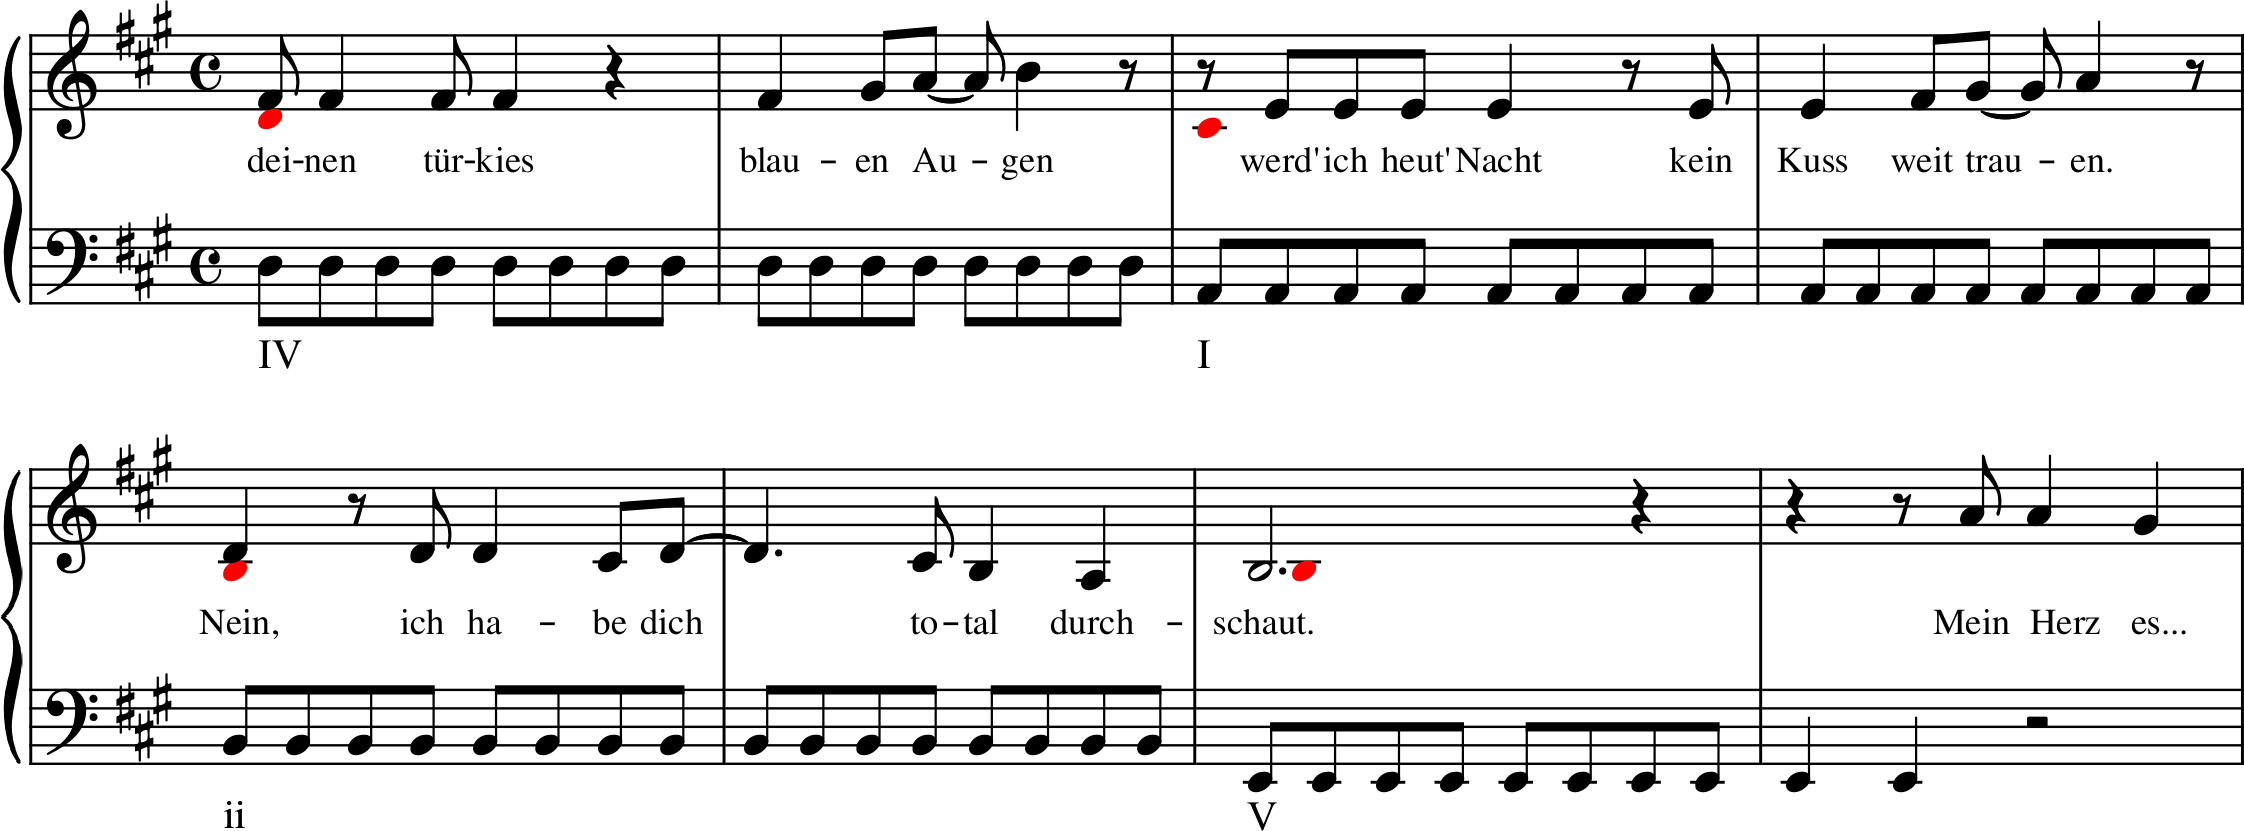 dei-nen tür-kies blau - en Au - gen werd' ich heut' Nacht kein Kuss weit trau - en.
IV I
Nein, ich ha - be dich to-tal durch - schaut. Mein Herz es...
ii V